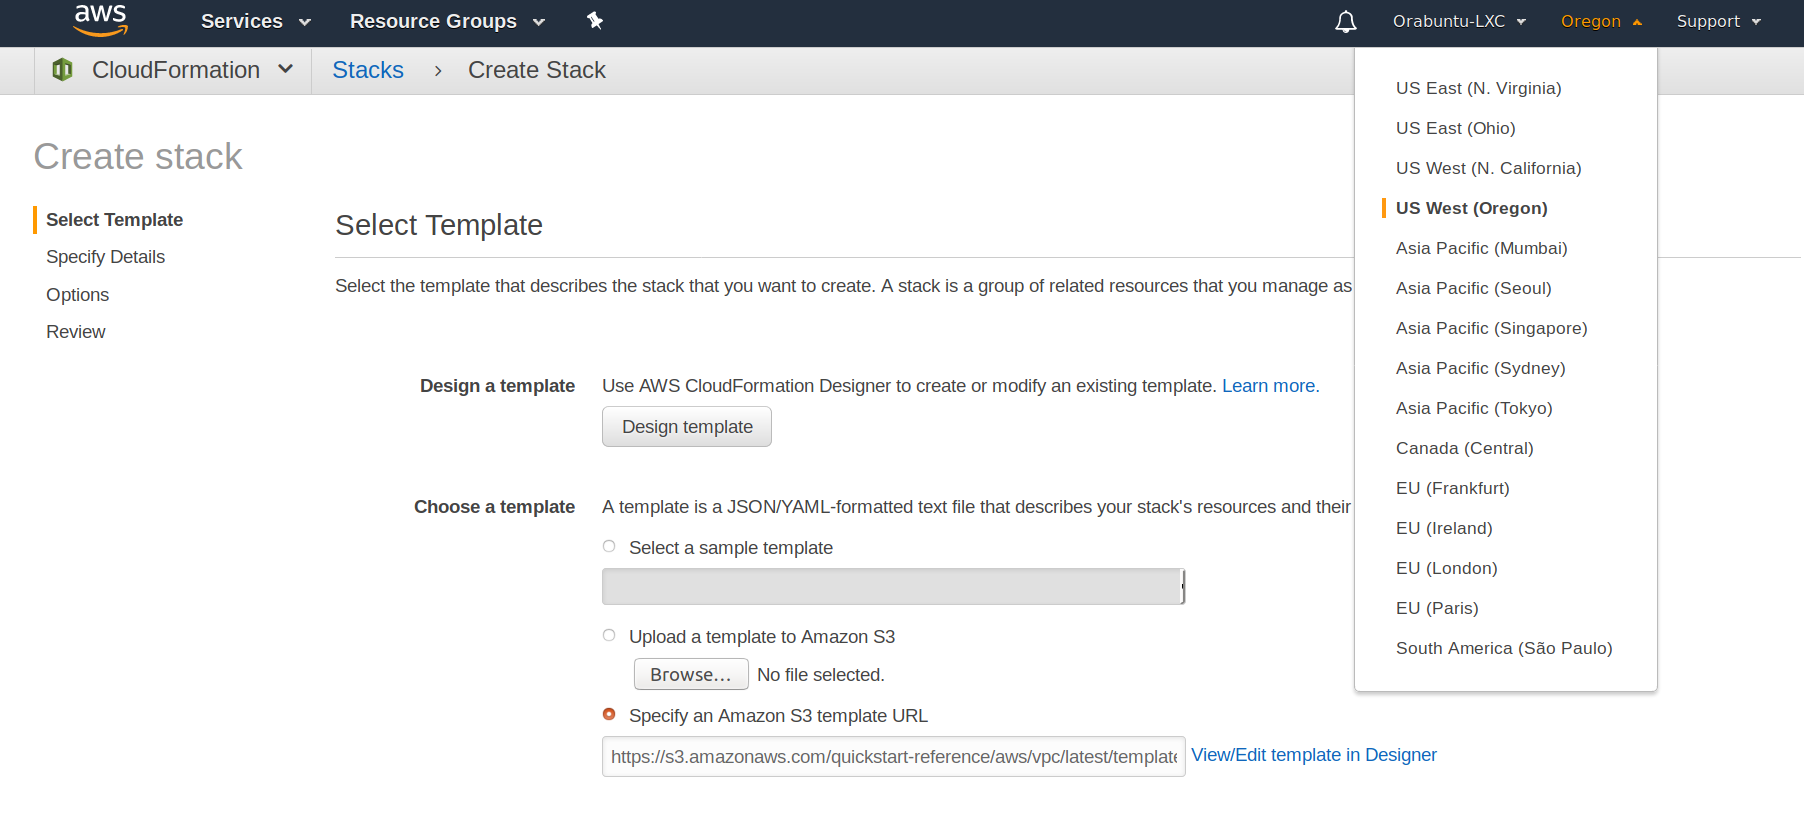 aws Services Resource Groups Orabuntu-LXC Oregon Support
CloudFormation Stacks › Create Stack
US East (N. Virginia)
US East (Ohio)
US West (N. California)
US West (Oregon)
Asia Pacific (Mumbai)
Asia Pacific (Seoul)
Asia Pacific (Singapore)
Asia Pacific (Sydney)
Asia Pacific (Tokyo)
Canada (Central)
EU (Frankfurt)
EU (Ireland)
EU (London)
EU (Paris)
South America (São Paulo)
Create stack
Select Template
Specify Details
Options
Review
Select Template
Select the template that describes the stack that you want to create. A stack is a group of related resources that you manage as
Design a template Use AWS CloudFormation Designer to create or modify an existing template. Learn more.
Design template
Choose a template A template is a JSON/YAML-formatted text file that describes your stack's resources and their
Select a sample template
Upload a template to Amazon S3
Browse... No file selected.
Specify an Amazon S3 template URL
https://s3.amazonaws.com/quickstart-reference/aws/vpc/latest/template View/Edit template in Designer